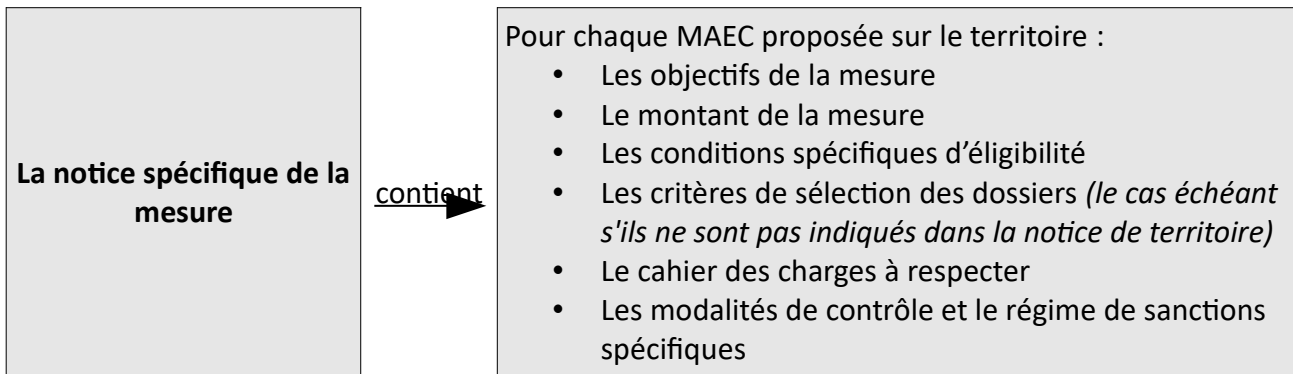 La notice spécifique de la
mesure
contient
Pour chaque MAEC proposée sur le territoire :
• Les objectifs de la mesure
• Le montant de la mesure
• Les conditions spécifiques d’éligibilité
• Les critères de sélection des dossiers (le cas échéant
s'ils ne sont pas indiqués dans la notice de territoire)
• Le cahier des charges à respecter
• Les modalités de contrôle et le régime de sanctions
spécifiques